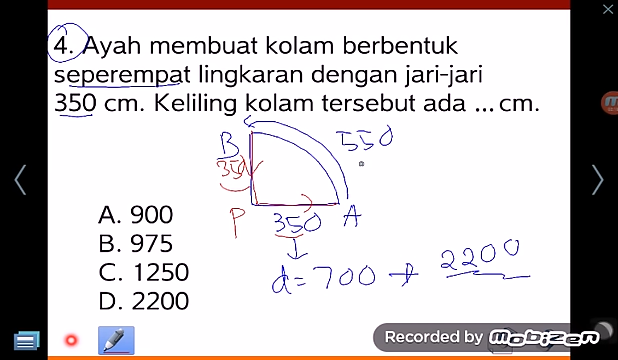 4. Ayah membuat kolam berbentuk
seperempat lingkaran dengan jari-jari
350 cm. Keliling kolam tersebut ada ... cm.
B
550
350
P
350
A
A. 900
B. 975
C. 1250
D. 2200
d = 700 → 2200
Recorded by mobizen